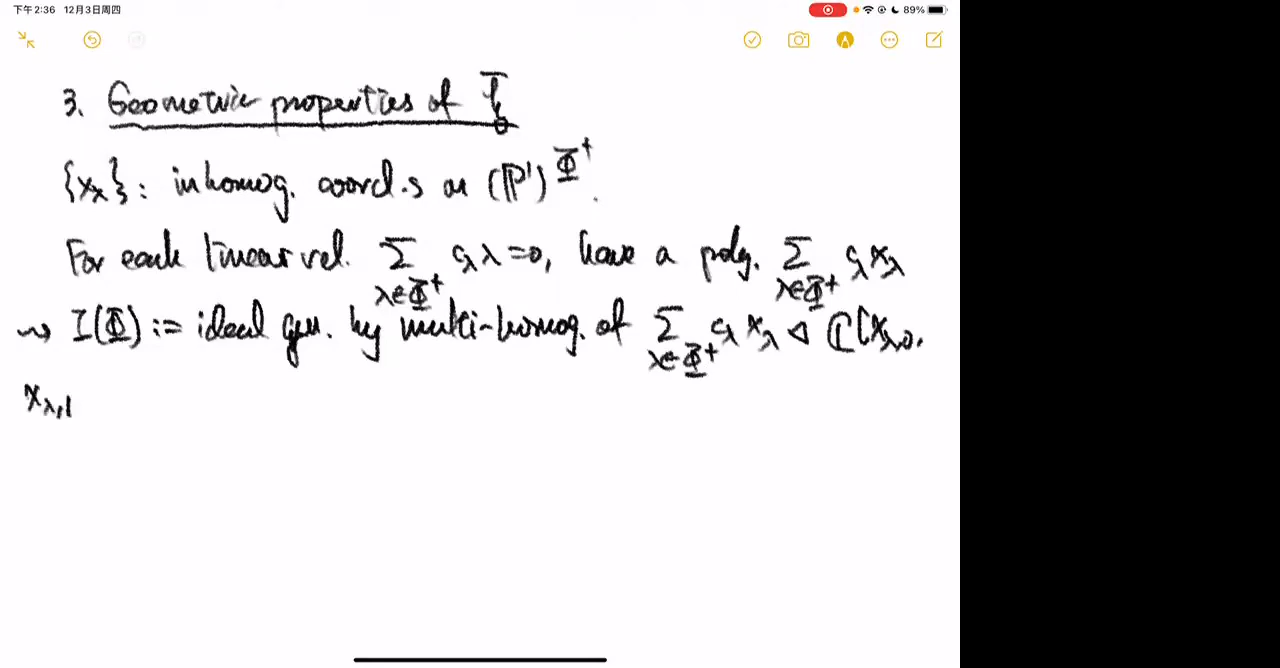 下午2:36 12月3日周四
89%
3. Geometric properties of
{x_λ}: inhomog. coord.s on (ℙ¹)^{Φ⁺}.
For each linear rel. Σ_{λ∈Φ⁺} c_λ λ = 0, have a poly. Σ_{λ∈Φ⁺} c_λ x_λ
⇝ I(Φ) := ideal gen. by multi-homog. of Σ_{λ∈Φ⁺} c_λ x_λ ◁ ℂ[x_{λ,0},
x_{λ,1}